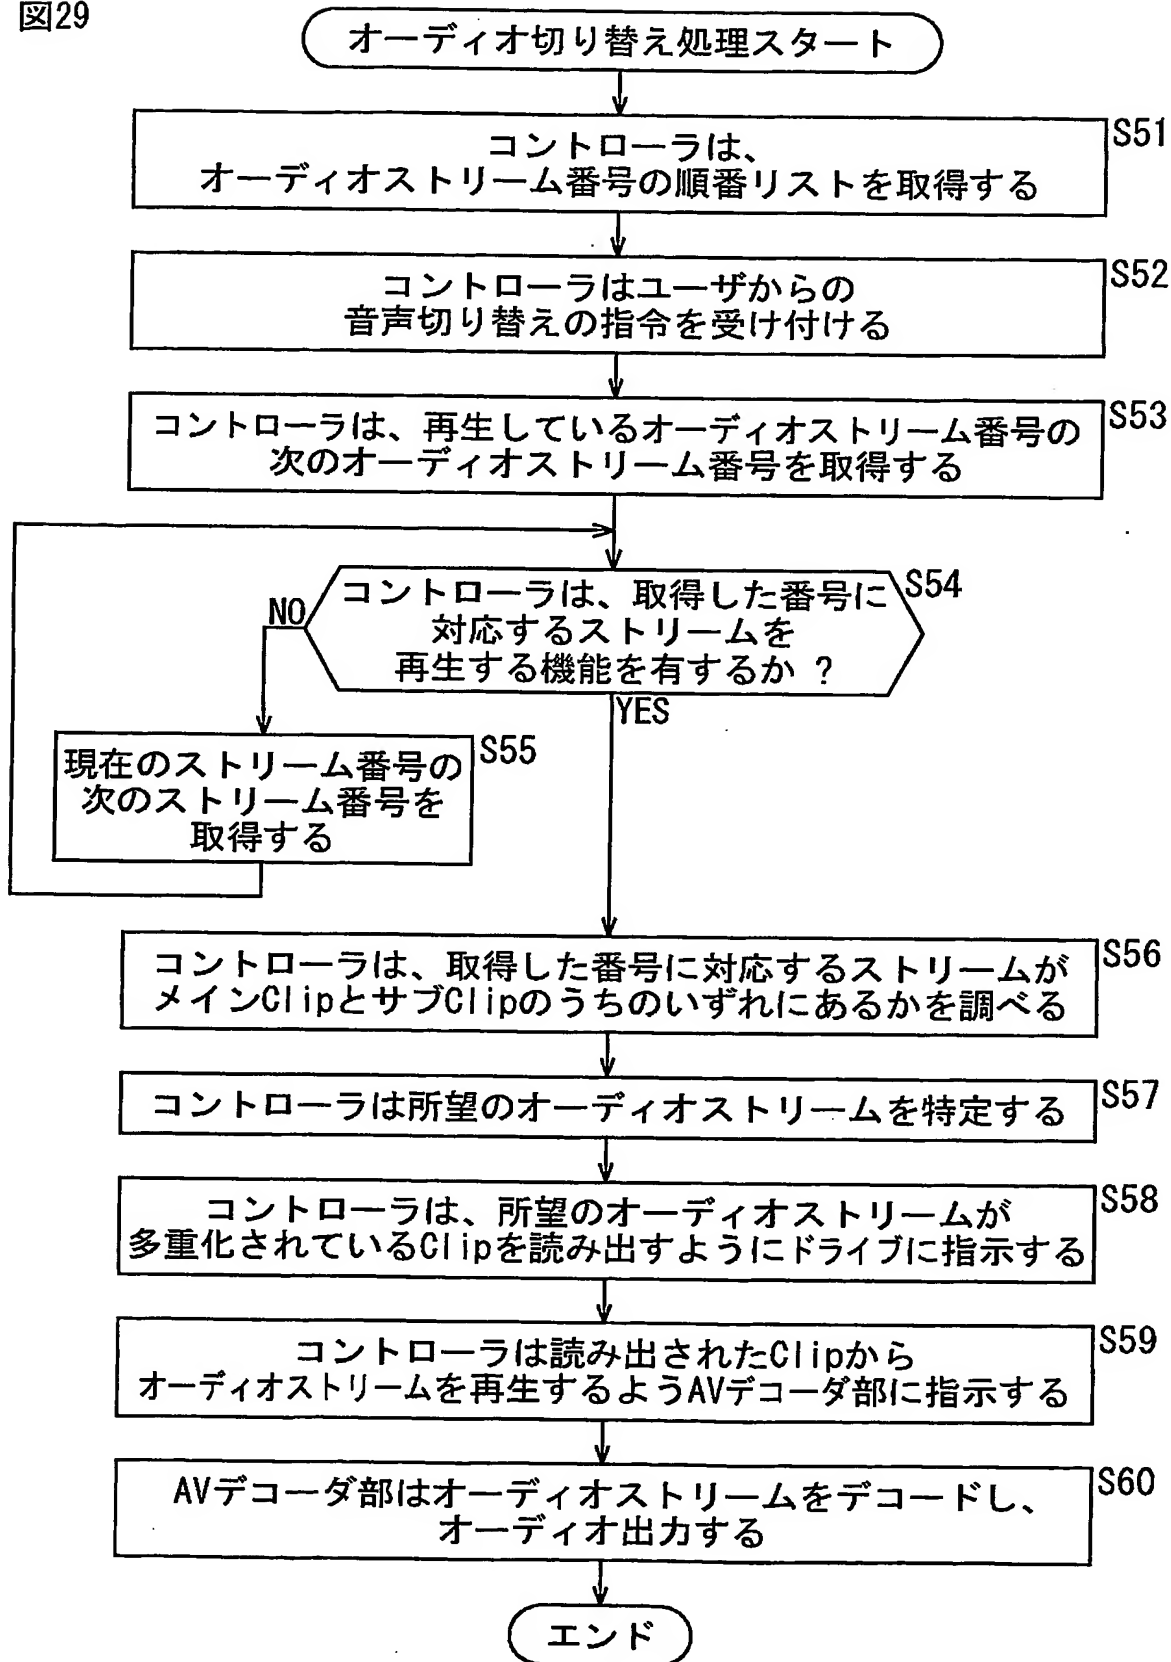 図29
オーディオ切り替え処理スタート
S51
コントローラは、
オーディオストリーム番号の順番リストを取得する
S52
コントローラはユーザからの
音声切り替えの指令を受け付ける
S53
コントローラは、再生しているオーディオストリーム番号の
次のオーディオストリーム番号を取得する
S54
コントローラは、取得した番号に
対応するストリームを
再生する機能を有するか ?
NO
YES
S55
現在のストリーム番号の
次のストリーム番号を
取得する
S56
コントローラは、取得した番号に対応するストリームが
メインClipとサブClipのうちのいずれにあるかを調べる
S57
コントローラは所望のオーディオストリームを特定する
S58
コントローラは、所望のオーディオストリームが
多重化されているClipを読み出すようにドライブに指示する
S59
コントローラは読み出されたClipから
オーディオストリームを再生するようAVデコーダ部に指示する
S60
AVデコーダ部はオーディオストリームをデコードし、
オーディオ出力する
エンド